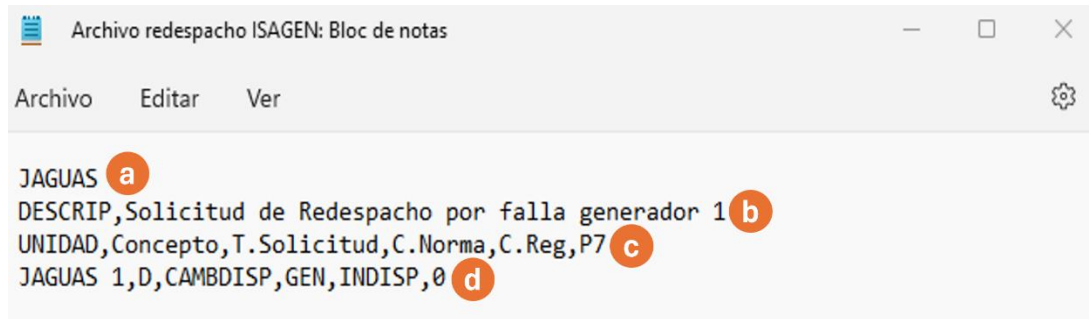 Archivo redespacho ISAGEN: Bloc de notas
Archivo Editar Ver
JAGUAS a
DESCRIP,Solicitud de Redespacho por falla generador 1 b
UNIDAD,Concepto,T.Solicitud,C.Norma,C.Reg,P7 c
JAGUAS 1,D,CAMBDISP,GEN,INDISP,0 d